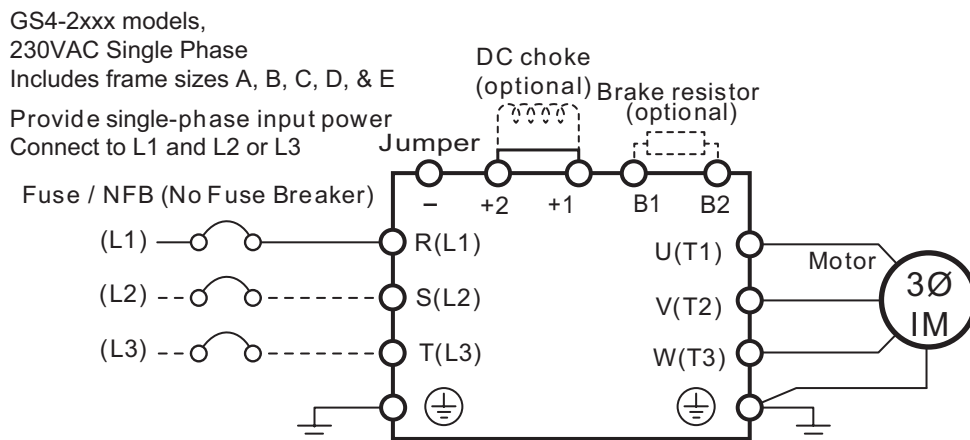 GS4-2xxx models,
230VAC Single Phase
Includes frame sizes A, B, C, D, & E
Provide single-phase input power
Connect to L1 and L2 or L3
DC choke
(optional)
Brake resistor
(optional)
Jumper
Fuse / NFB (No Fuse Breaker)
− +2 +1 B1 B2
(L1) R(L1) U(T1)
Motor
(L2) S(L2) V(T2)
3Ø
IM
(L3) T(L3) W(T3)